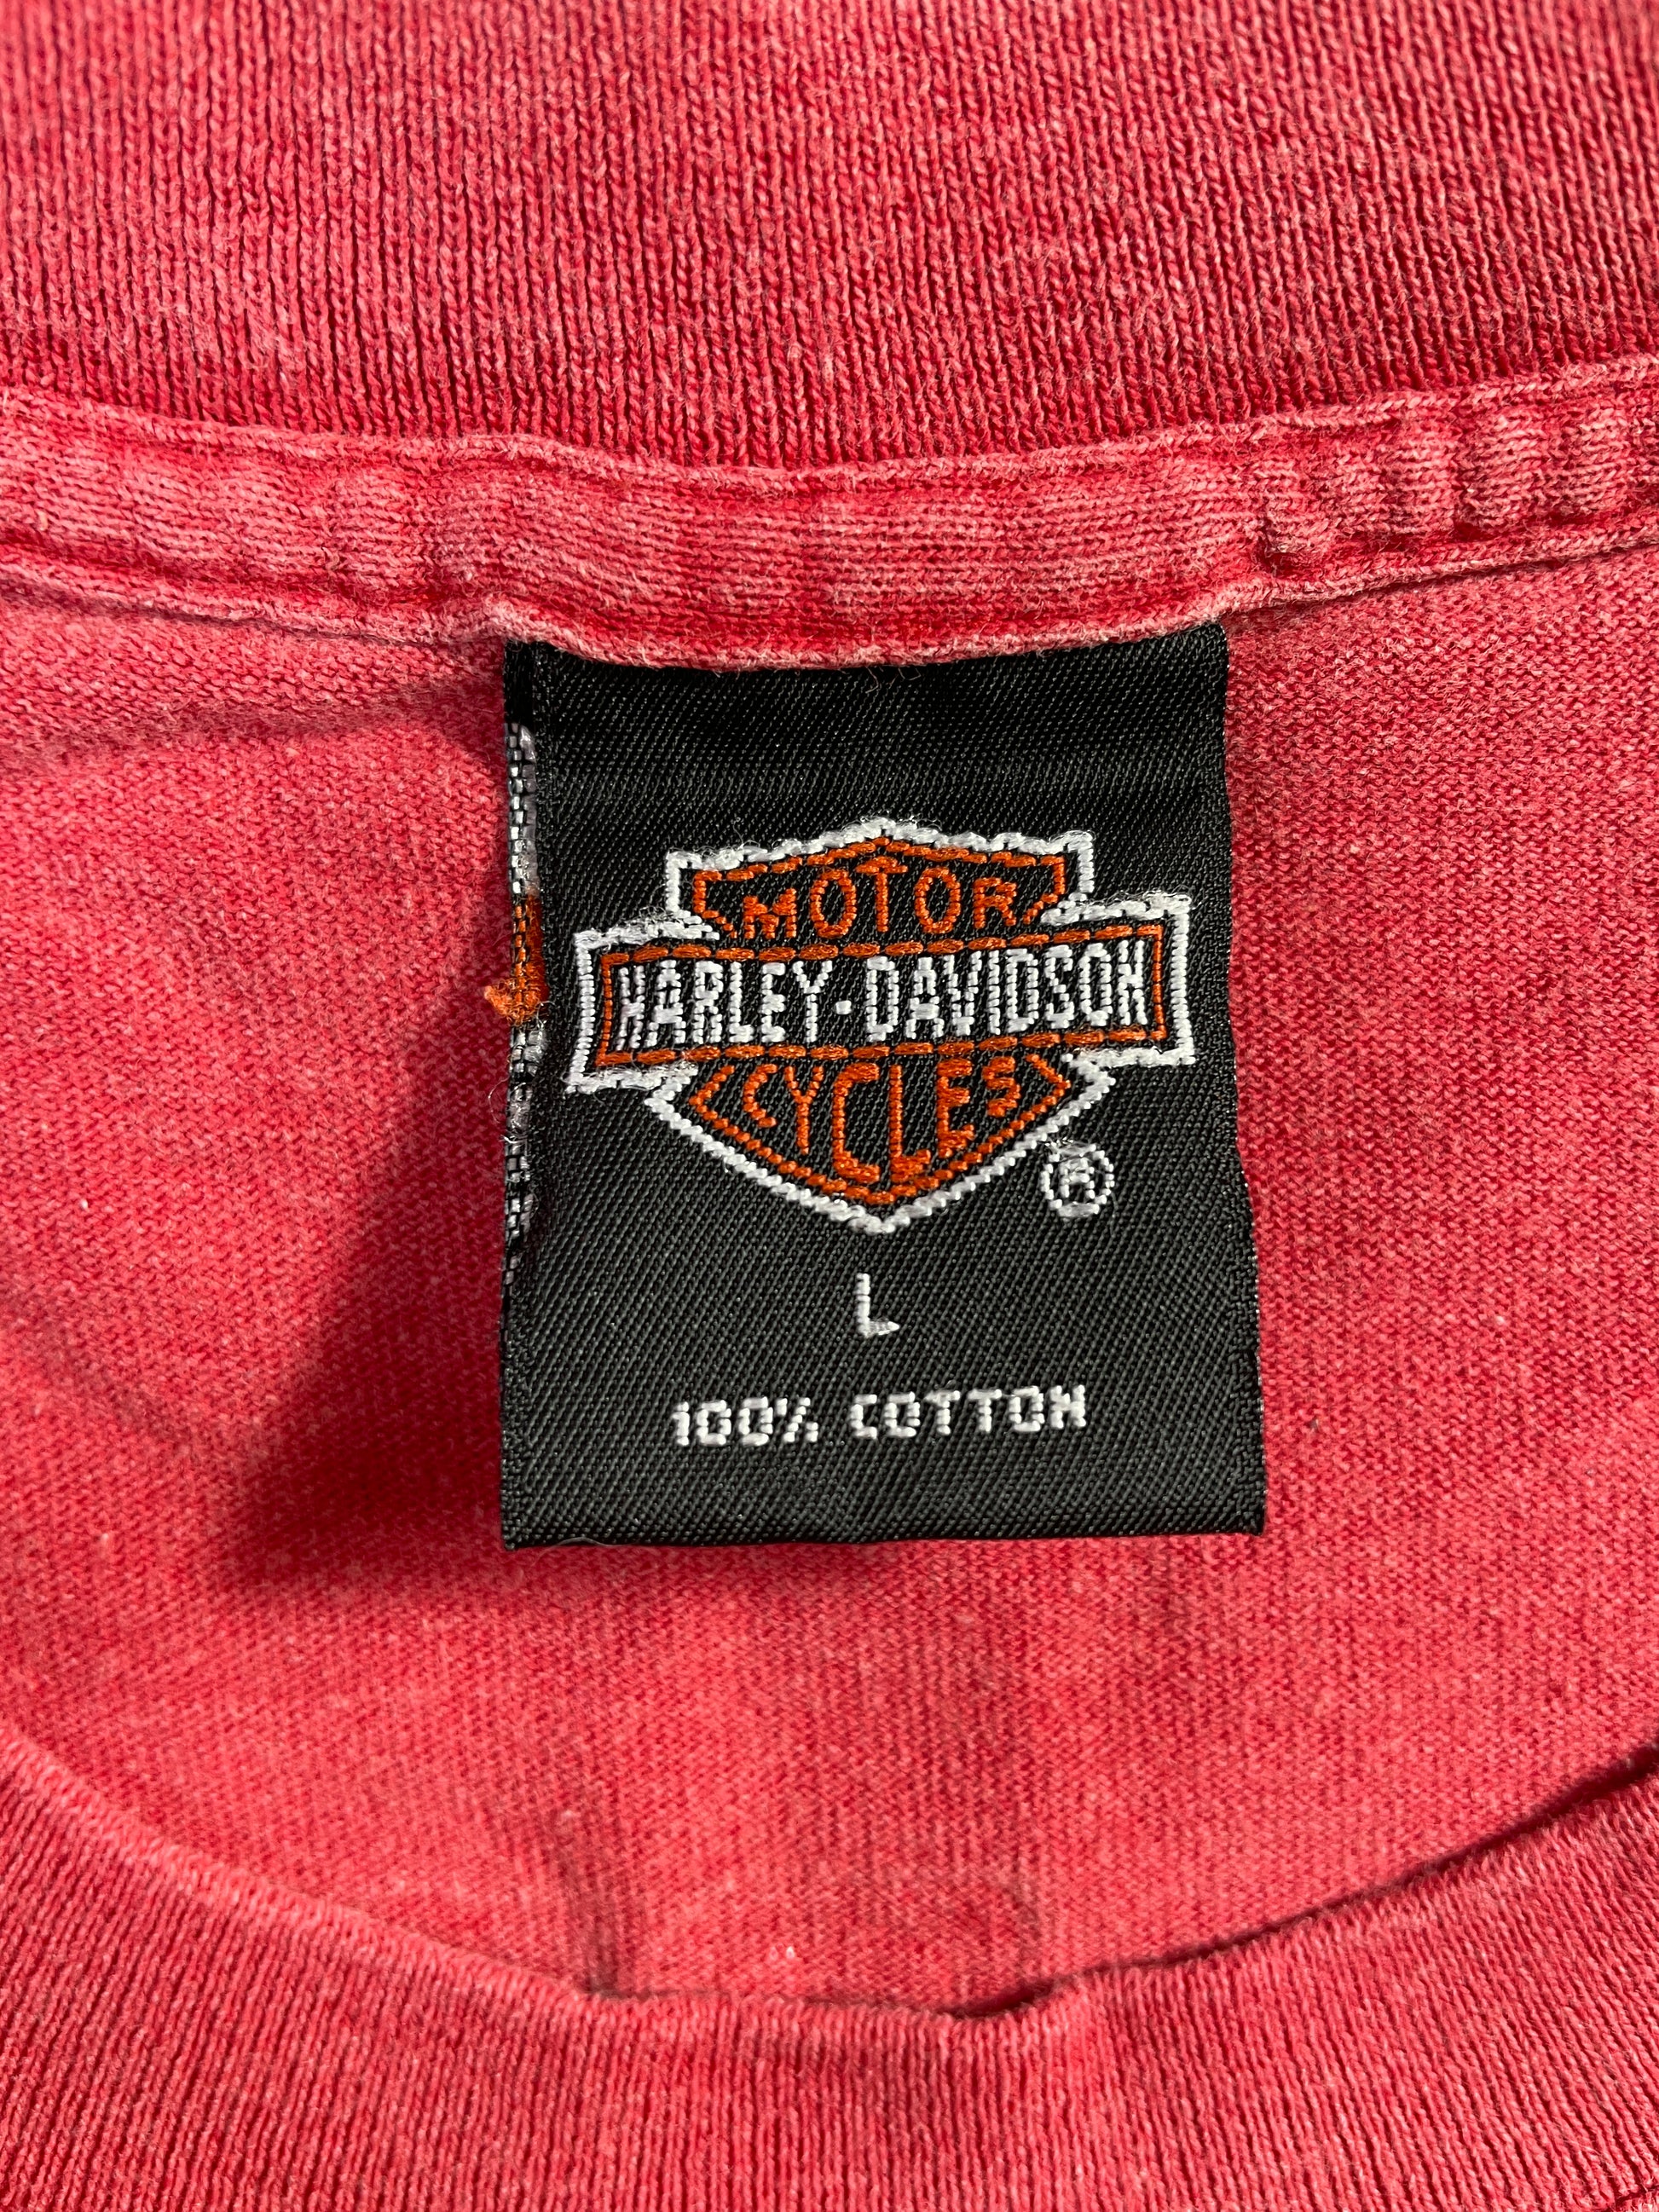 MOTOR
HARLEY-DAVIDSON
CYCLES
®
L
100% COTTON